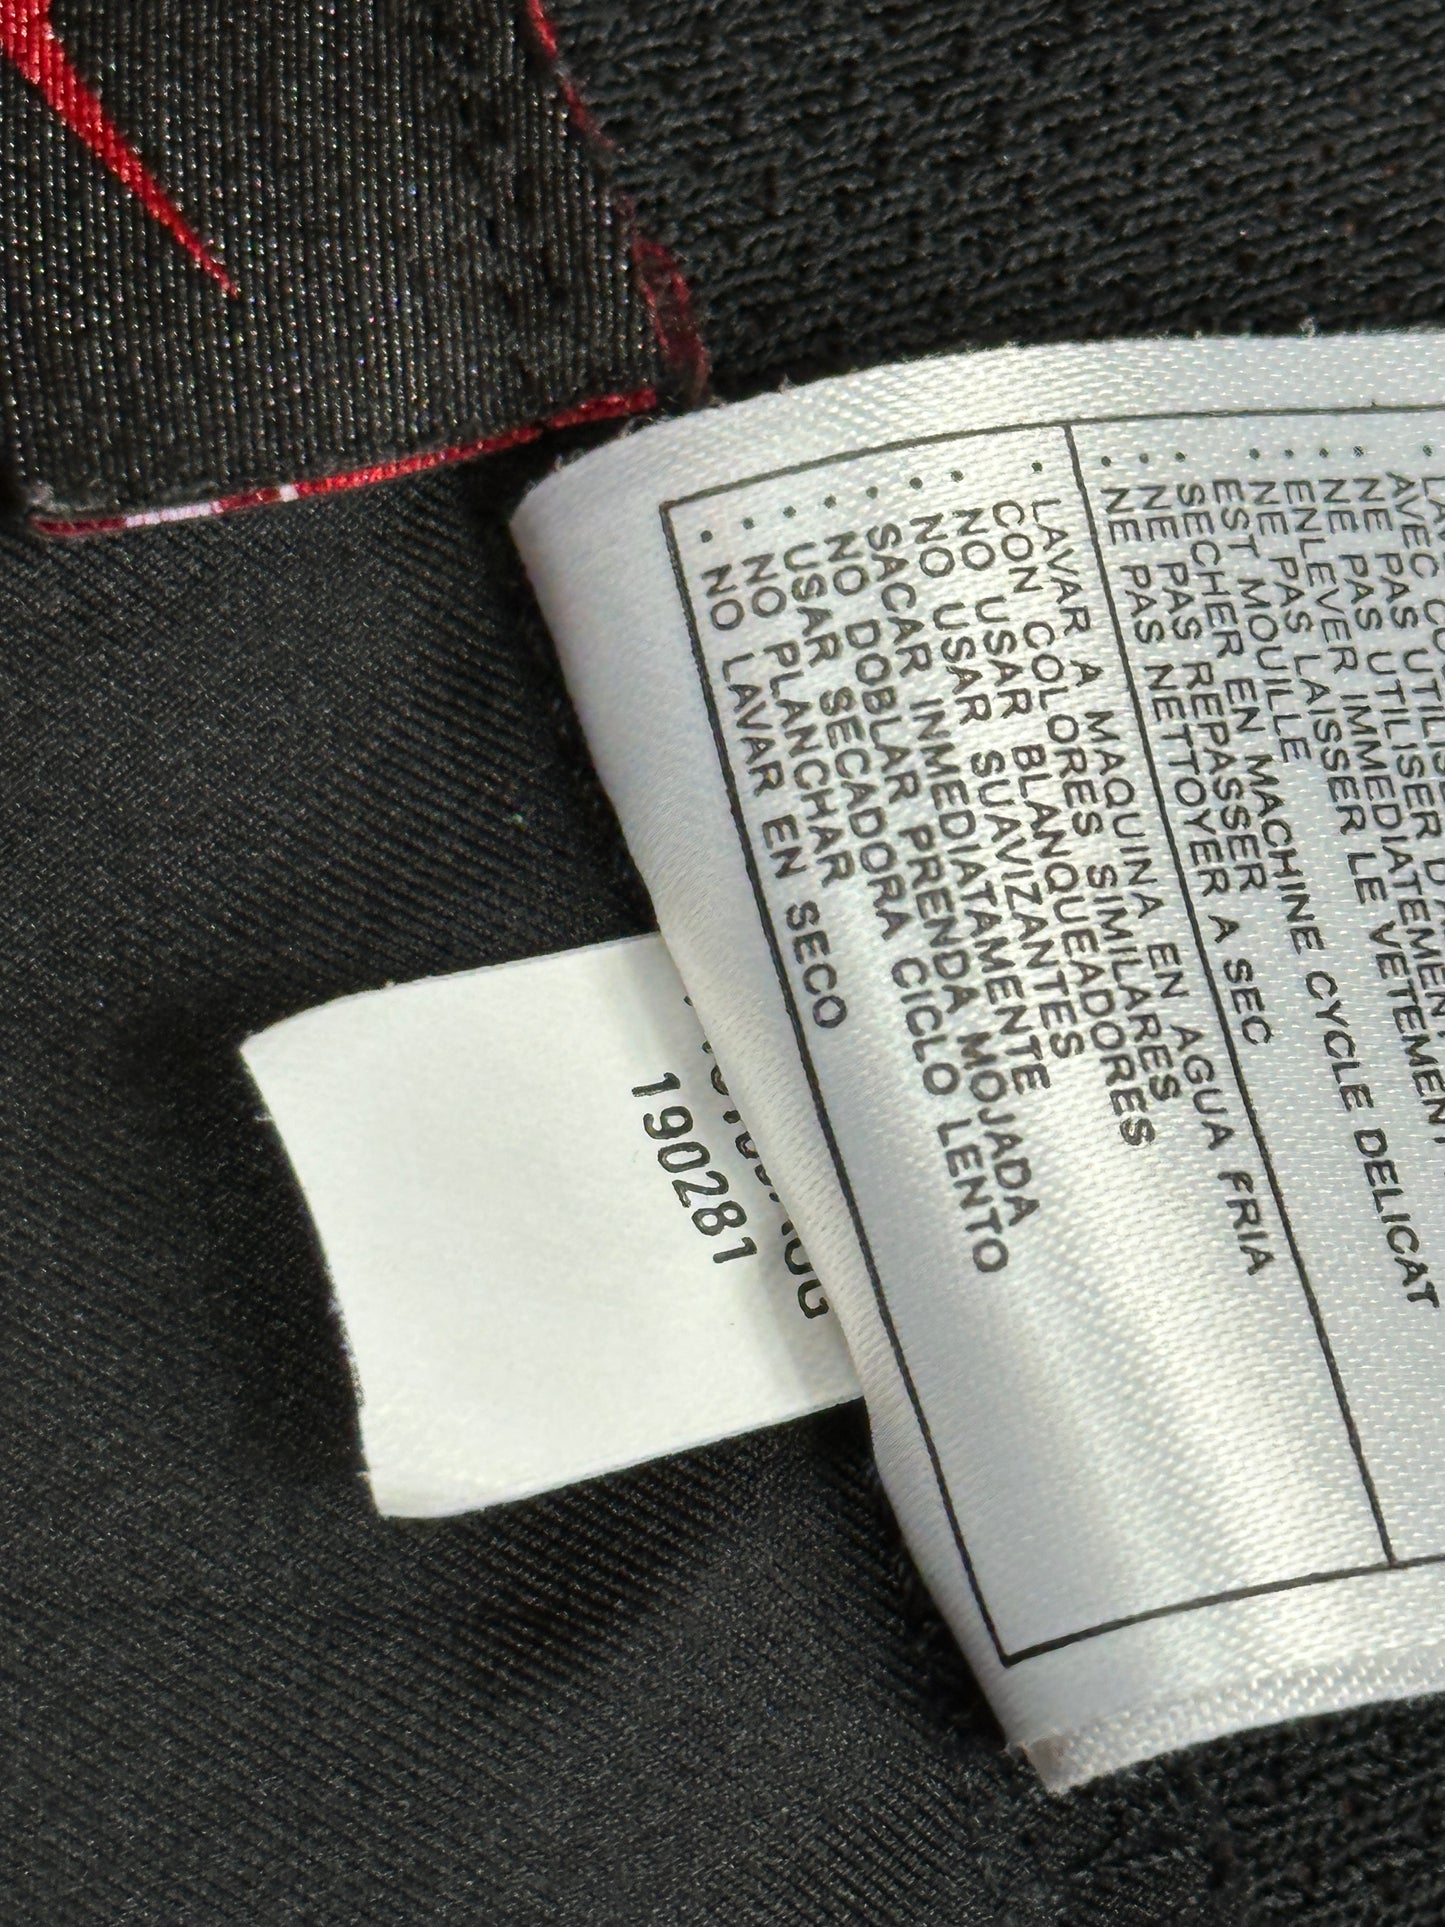 AVEC
NE PAS UTILISER
NE PAS UTILISER
ENLEVER IMMEDIATEMENT
NE PAS LAISSER LE VETEMENT
EST MOUILLE
SECHER EN MACHINE CYCLE DELICAT
NE PAS REPASSER
NE PAS NETTOYER A SEC
LAVAR A MAQUINA EN AGUA FRIA
CON COLORES SIMILARES
NO USAR BLANQUEADORES
NO USAR SUAVIZANTES
SACAR INMEDIATAMENTE
NO DOBLAR PRENDA MOJADA
USAR SECADORA CICLO LENTO
NO PLANCHAR
NO LAVAR EN SECO
190281